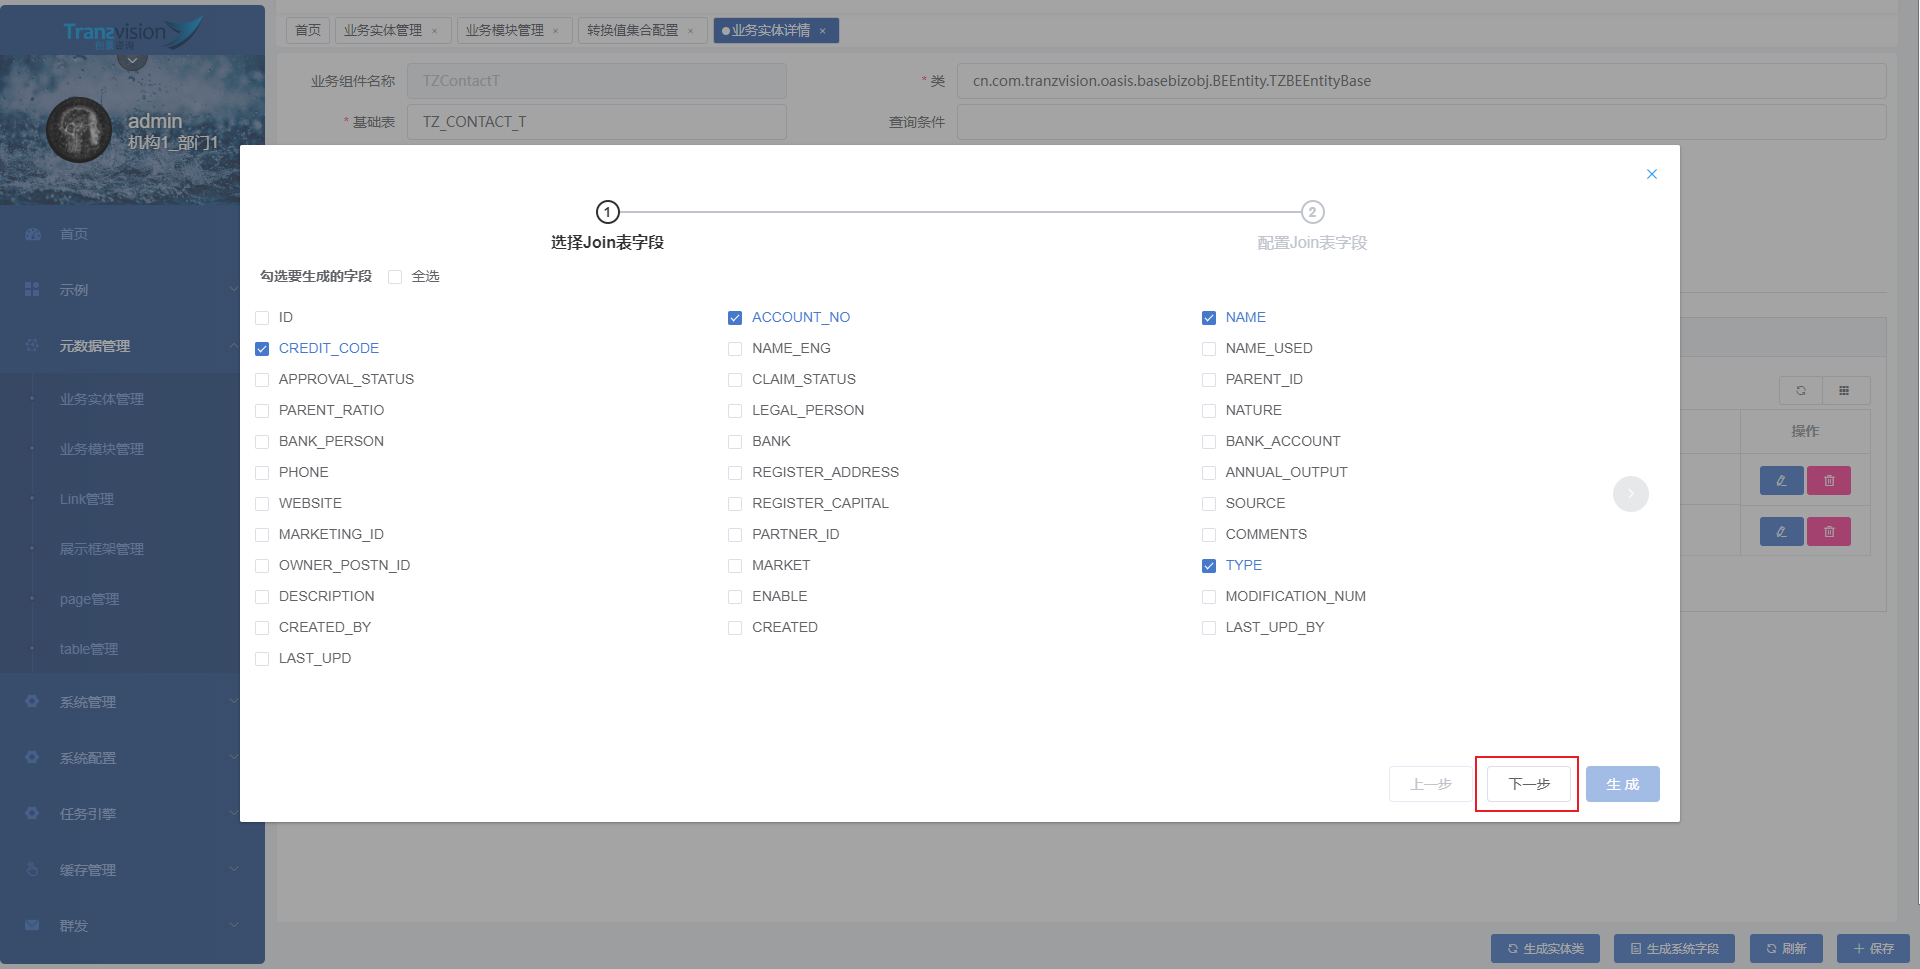 Tranzvision
创景咨询
admin
机构1_部门1
首页
示例
元数据管理
业务实体管理
业务模块管理
Link管理
展示框架管理
page管理
table管理
系统管理
系统配置
任务引擎
缓存管理
群发
首页 业务实体管理 × 业务模块管理 × 转换值集合配置 × 业务实体详情 ×
业务组件名称 TZContactT * 类 cn.com.tranzvision.oasis.basebizobj.BEEntity.TZBEEntityBase
* 基础表 TZ_CONTACT_T 查询条件
1 2
选择Join表字段 配置Join表字段
勾选要生成的字段 全选
ID ACCOUNT_NO NAME
CREDIT_CODE NAME_ENG NAME_USED
APPROVAL_STATUS CLAIM_STATUS PARENT_ID
PARENT_RATIO LEGAL_PERSON NATURE
BANK_PERSON BANK BANK_ACCOUNT
PHONE REGISTER_ADDRESS ANNUAL_OUTPUT
WEBSITE REGISTER_CAPITAL SOURCE
MARKETING_ID PARTNER_ID COMMENTS
OWNER_POSTN_ID MARKET TYPE
DESCRIPTION ENABLE MODIFICATION_NUM
CREATED_BY CREATED LAST_UPD_BY
LAST_UPD
上一步 下一步 生成
操作
生成实体类 生成系统字段 刷新 保存